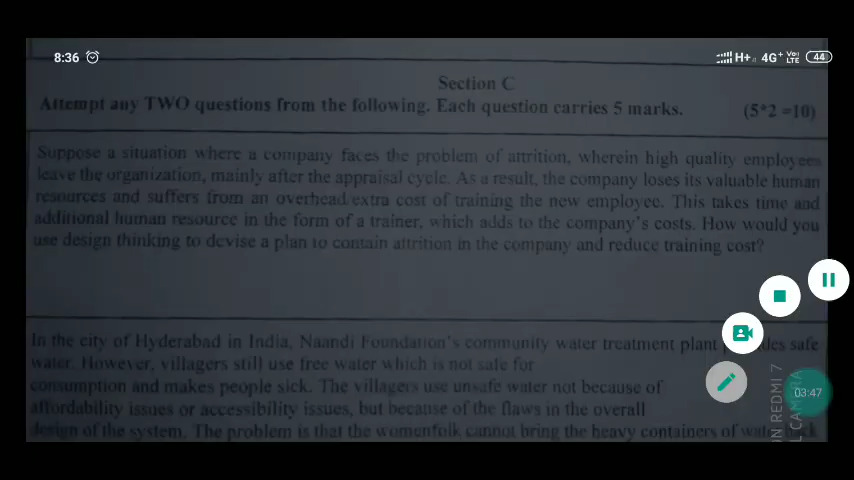 8:36
H+ 4G+ Vo
LTE 44
Section C
Attempt any TWO questions from the following. Each question carries 5 marks. (5*2 =10)
Suppose a situation where a company faces the problem of attrition, wherein high quality employees
leave the organization, mainly after the appraisal cycle. As a result, the company loses its valuable human
resources and suffers from an overhead/extra cost of training the new employee. This takes time and
additional human resource in the form of a trainer, which adds to the company's costs. How would you
use design thinking to devise a plan to contain attrition in the company and reduce training cost?
In the city of Hyderabad in India, Naandi Foundation's community water treatment plant safe
water. However, villagers still use free water which is not safe for
consumption and makes people sick. The villagers use unsafe water not because of
affordability issues or accessibility issues, but because of the flaws in the overall
design of the system. The problem is that the womenfolk cannot bring the heavy containers of water back
03:47
N REDMI 7
L CAMERA